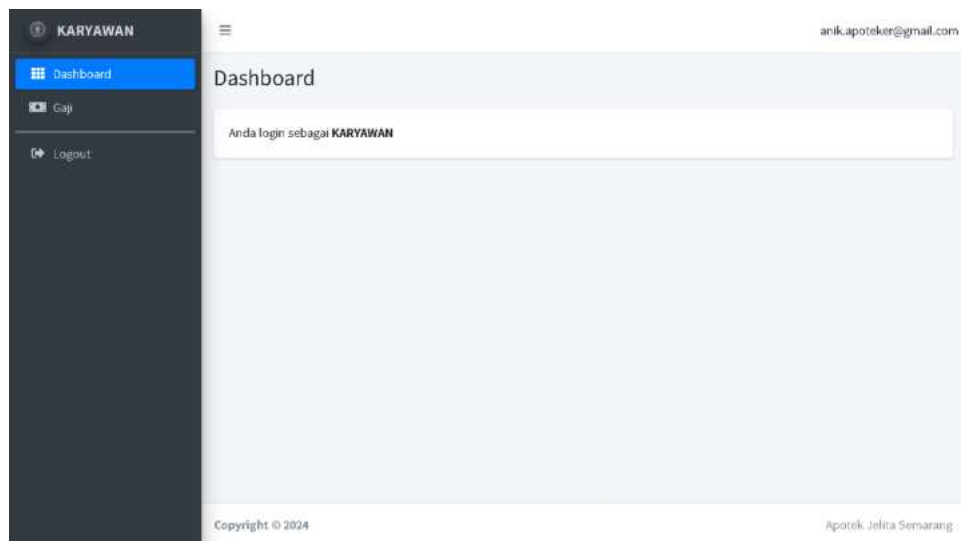 KARYAWAN
anik.apoteker@gmail.com
Dashboard
Gaji
Logout
Dashboard
Anda login sebagai KARYAWAN
Copyright © 2024
Apotek Jelita Semarang